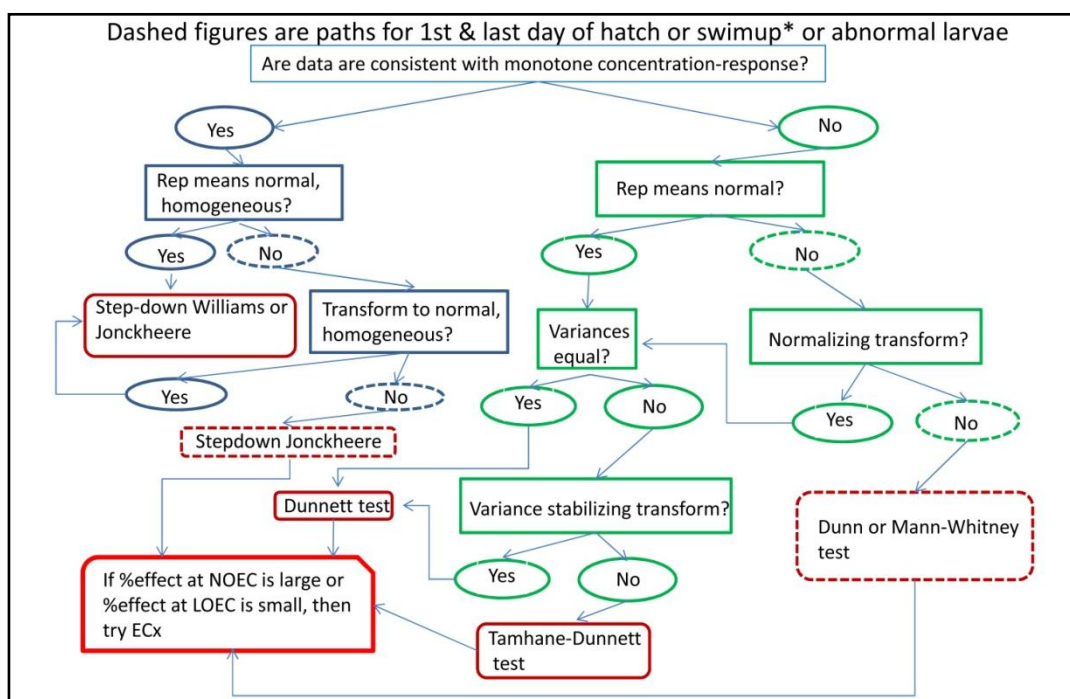 Dashed figures are paths for 1st & last day of hatch or swimup* or abnormal larvae
Are data are consistent with monotone concentration-response?
Yes
No
Rep means normal,
homogeneous?
Rep means normal?
Yes
No
Yes
No
Step-down Williams or
Jonckheere
Transform to normal,
homogeneous?
Variances
equal?
Normalizing transform?
Yes
No
Yes
No
Yes
No
Stepdown Jonckheere
Dunnett test
Variance stabilizing transform?
Dunn or Mann-Whitney
test
If %effect at NOEC is large or
%effect at LOEC is small, then
try ECx
Yes
No
Tamhane-Dunnett
test